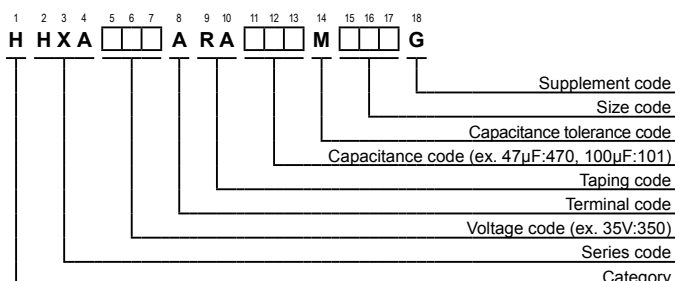 1 2 3 4 5 6 7 8 9 10 11 12 13 14 15 16 17 18
H HXA A RA M G
Supplement code
Size code
Capacitance tolerance code
Capacitance code (ex. 47µF:470, 100µF:101)
Taping code
Terminal code
Voltage code (ex. 35V:350)
Series code
Category